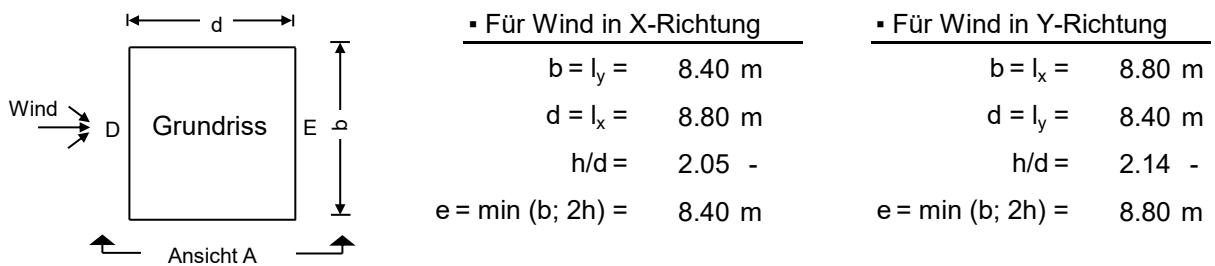 d
Wind
D
Grundriss
E
b
Ansicht A
▪ Für Wind in X-Richtung
b = l_y = 8.40 m
d = l_x = 8.80 m
h/d = 2.05 -
e = min (b; 2h) = 8.40 m
▪ Für Wind in Y-Richtung
b = l_x = 8.80 m
d = l_y = 8.40 m
h/d = 2.14 -
e = min (b; 2h) = 8.80 m